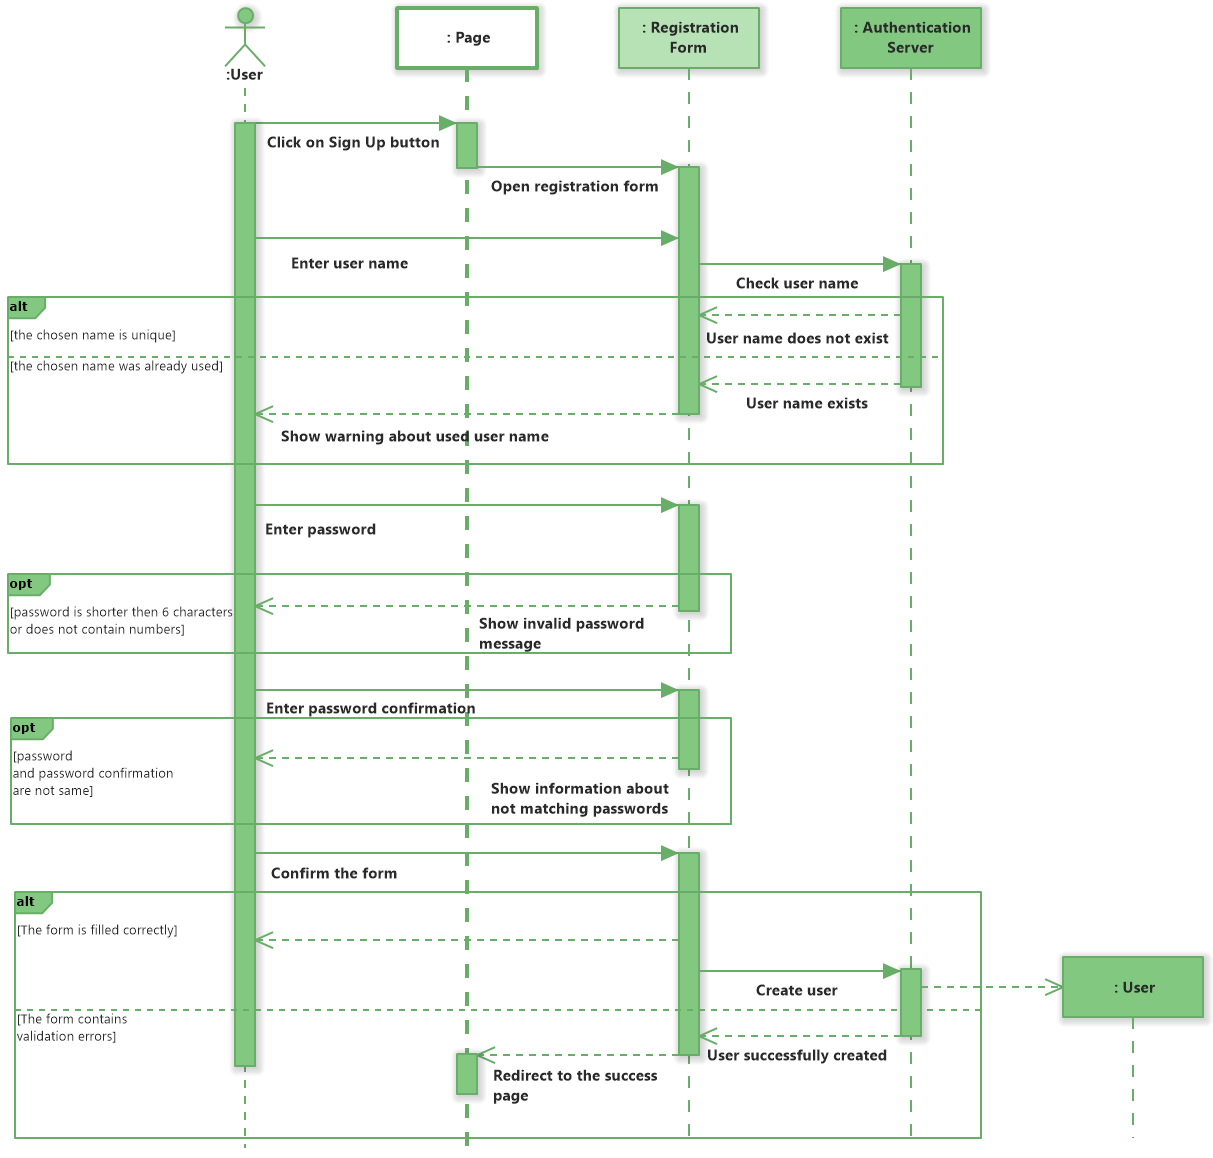 :User
: Page
: Registration
Form
: Authentication
Server
Click on Sign Up button
Open registration form
Enter user name
Check user name
alt
[the chosen name is unique]
User name does not exist
[the chosen name was already used]
User name exists
Show warning about used user name
Enter password
opt
[password is shorter then 6 characters
or does not contain numbers]
Show invalid password
message
Enter password confirmation
opt
[password
and password confirmation
are not same]
Show information about
not matching passwords
Confirm the form
alt
[The form is filled correctly]
Create user
: User
[The form contains
validation errors]
User successfully created
Redirect to the success
page